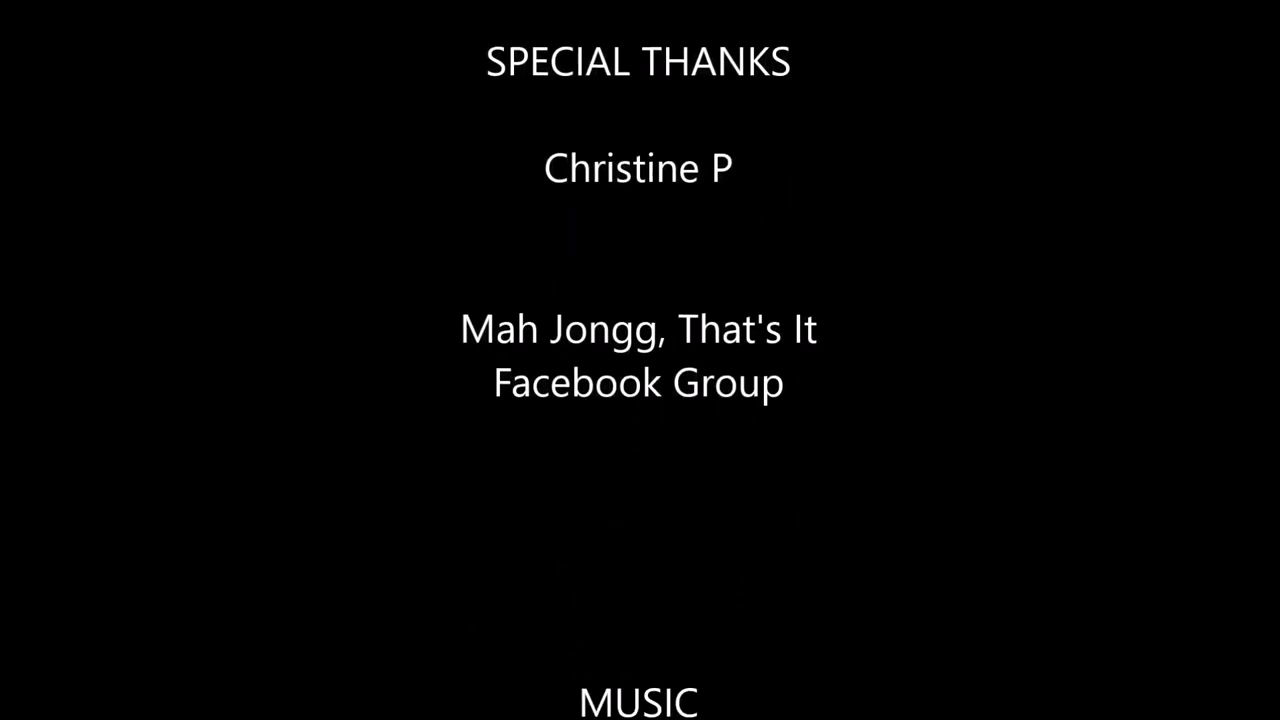 SPECIAL THANKS
Christine P
Mah Jongg, That's It
Facebook Group
MUSIC